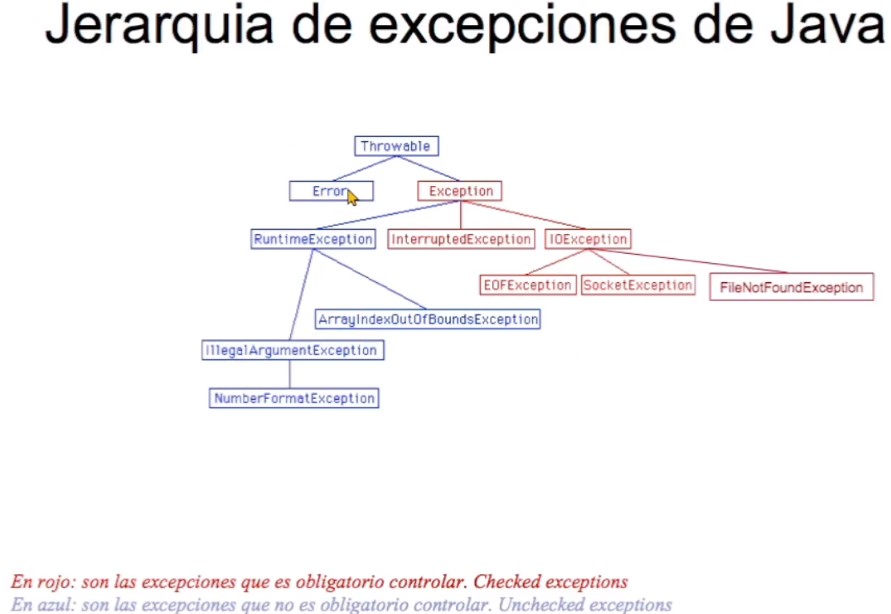 Jerarquia de excepciones de Java
Throwable
Error
Exception
RuntimeException
InterruptedException
IOException
EOFException
SocketException
FileNotFoundException
ArrayIndexOutOfBoundsException
IllegalArgumentException
NumberFormatException
En rojo: son las excepciones que es obligatorio controlar. Checked exceptions
En azul: son las excepciones que no es obligatorio controlar. Unchecked exceptions